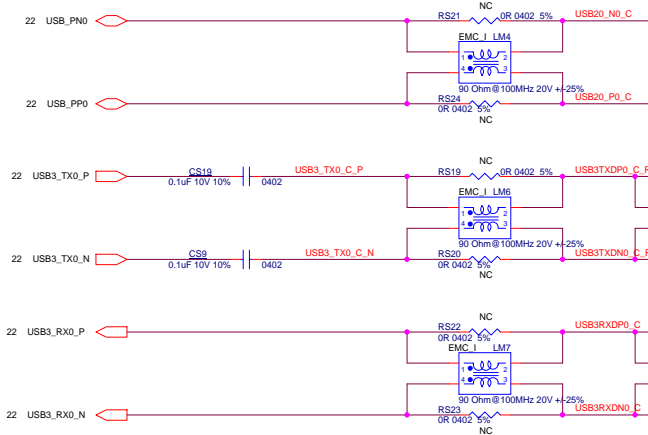 NC
22 USB_PN0 RS21 0R 0402 5% USB20_N0_C
EMC_I LM4
1 2
4 3
90 Ohm@100MHz 20V +/-25%
22 USB_PP0 RS24 USB20_P0_C
0R 0402 5%
NC
NC
CS19 USB3_TX0_C_P RS19 0R 0402 5% USB3TXDP0_C_
22 USB3_TX0_P
0.1uF 10V 10% 0402
EMC_I LM6
1 2
4 3
90 Ohm@100MHz 20V +/-25%
CS9 USB3_TX0_C_N RS20 USB3TXDN0_C_
22 USB3_TX0_N
0.1uF 10V 10% 0402 0R 0402 5%
NC
NC
22 USB3_RX0_P RS22 USB3RXDP0_C
0R 0402 5%
EMC_I LM7
1 2
4 3
90 Ohm@100MHz 20V +/-25%
22 USB3_RX0_N RS23 USB3RXDN0_C
0R 0402 5%
NC